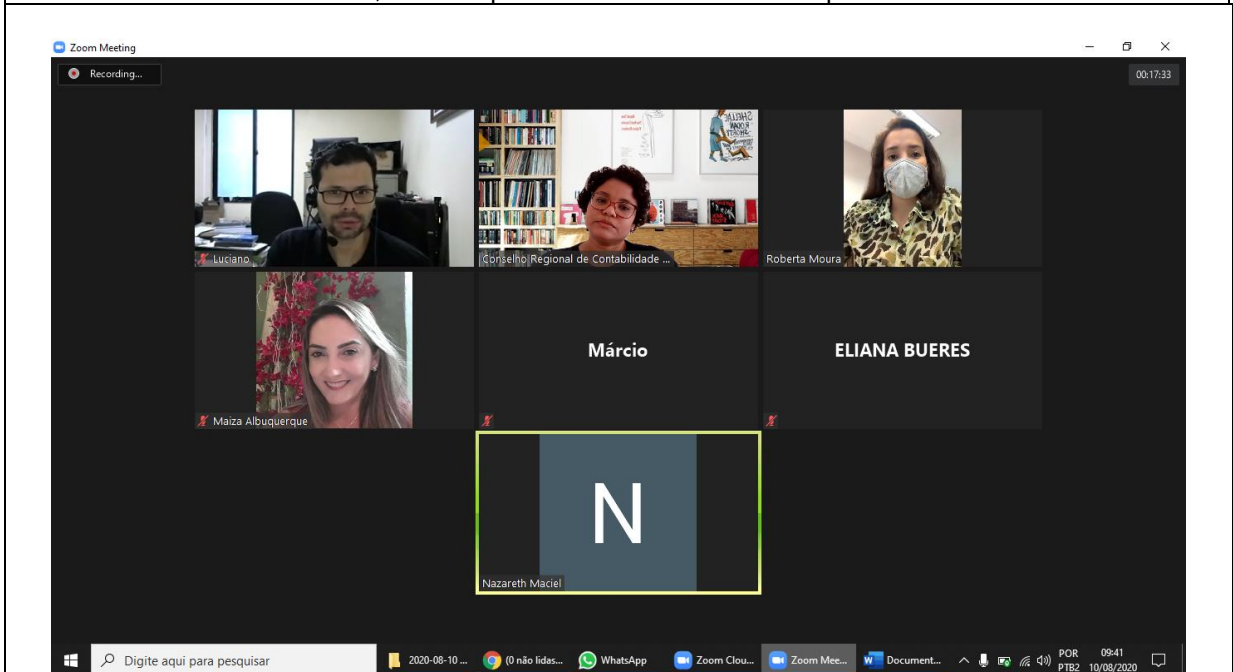 Zoom Meeting
Recording...
00:17:33
SHELLAC
Luciano
Conselho Regional de Contabilidade ...
Roberta Moura
Maiza Albuquerque
Márcio
ELIANA BUERES
N
Nazareth Maciel
Digite aqui para pesquisar
2020-08-10 ...
(0 não lidas...
WhatsApp
Zoom Clou...
Zoom Mee...
Document...
POR
PTB2
09:41
10/08/2020